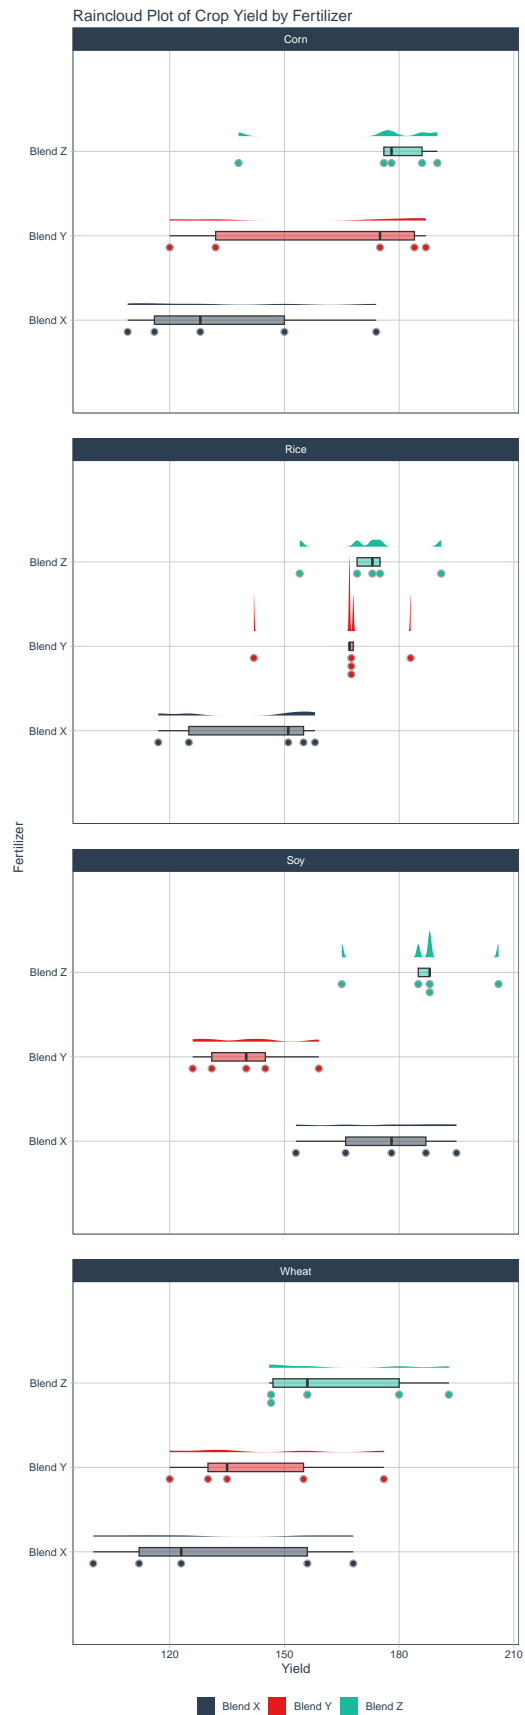 Raincloud Plot of Crop Yield by Fertilizer
Corn
Blend Z
Blend Y
Blend X
Rice
Blend Z
Blend Y
Blend X
Fertilizer
Soy
Blend Z
Blend Y
Blend X
Wheat
Blend Z
Blend Y
Blend X
120 150 180 210
Yield
Blend X Blend Y Blend Z